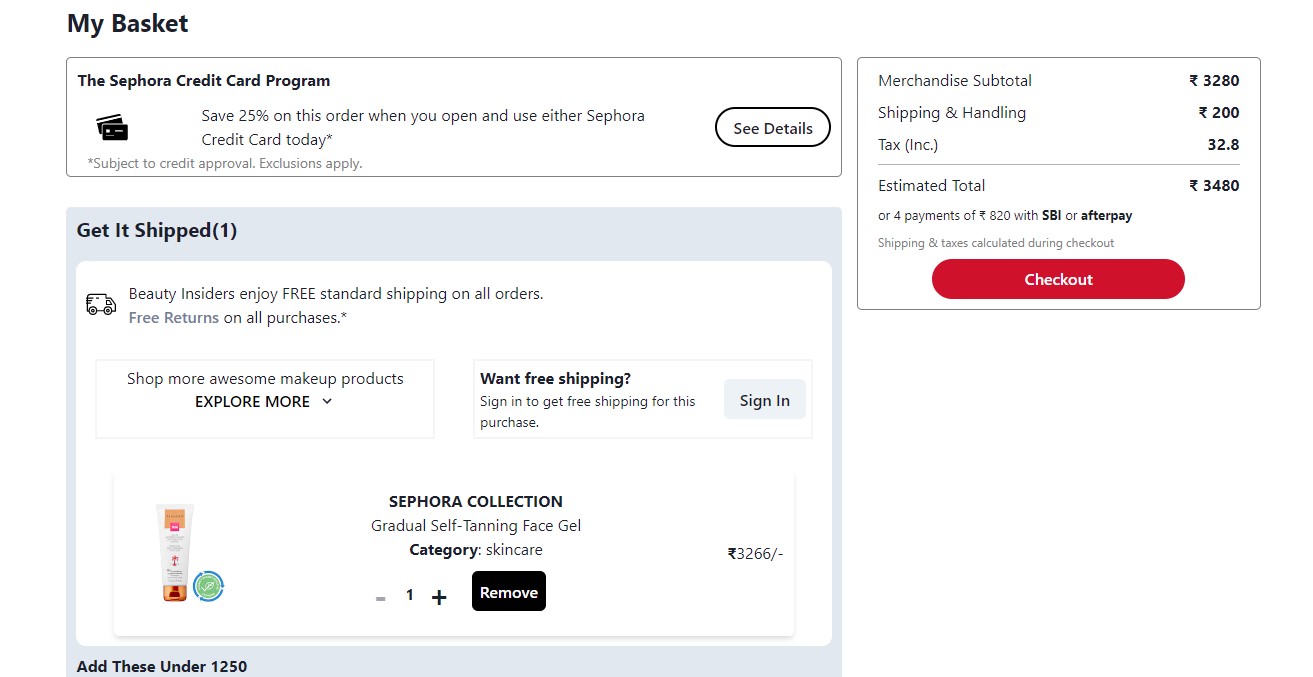 My Basket
The Sephora Credit Card Program
Save 25% on this order when you open and use either Sephora
Credit Card today*
See Details
*Subject to credit approval. Exclusions apply.
Merchandise Subtotal ₹ 3280
Shipping & Handling ₹ 200
Tax (Inc.) 32.8
Estimated Total ₹ 3480
or 4 payments of ₹ 820 with SBI or afterpay
Shipping & taxes calculated during checkout
Checkout
Get It Shipped(1)
Beauty Insiders enjoy FREE standard shipping on all orders.
Free Returns on all purchases.*
Shop more awesome makeup products
EXPLORE MORE
Want free shipping?
Sign in to get free shipping for this
purchase.
Sign In
SEPHORA COLLECTION
Gradual Self-Tanning Face Gel
Category: skincare
- 1 +
Remove
₹3266/-
Add These Under 1250